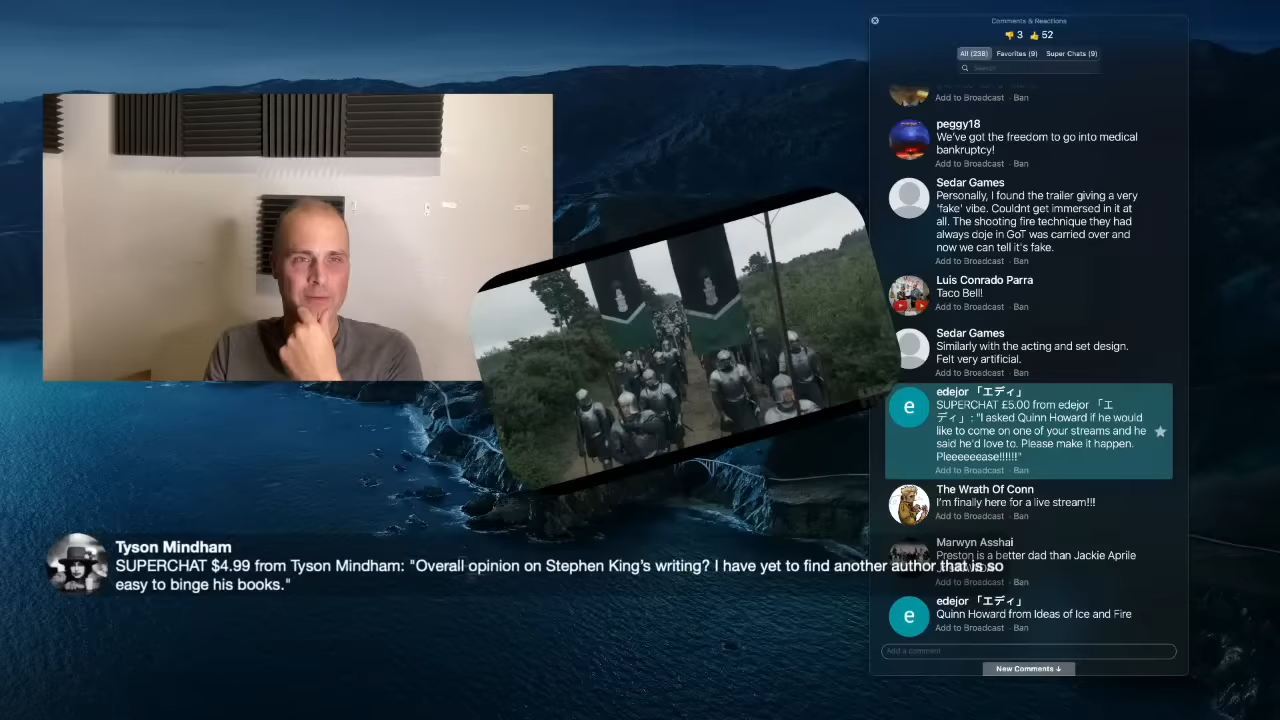 Comments & Reactions
👎 3 👍 52
All (238) Favorites (9) Super Chats (9)
Search
Add to Broadcast · Ban
peggy18
We've got the freedom to go into medical
bankruptcy!
Add to Broadcast · Ban
Sedar Games
Personally, I found the trailer giving a very
'fake' vibe. Couldnt get immersed in it at
all. The shooting fire technique they had
always doje in GoT was carried over and
now we can tell it's fake.
Add to Broadcast · Ban
Luis Conrado Parra
Taco Bell!
Add to Broadcast · Ban
Sedar Games
Similarly with the acting and set design.
Felt very artificial.
Add to Broadcast · Ban
e
edejor 「エディ」
SUPERCHAT £5.00 from edejor 「エ
ディ」: "I asked Quinn Howard if he would
like to come on one of your streams and he
said he'd love to. Please make it happen.
Pleeeeeease!!!!!!"
Add to Broadcast · Ban
The Wrath Of Conn
I'm finally here for a live stream!!!
Add to Broadcast · Ban
Marwyn Asshai
Preston is a better dad than Jackie Aprile
Add to Broadcast · Ban
e
edejor 「エディ」
Quinn Howard from Ideas of Ice and Fire
Add to Broadcast · Ban
Add a comment
New Comments ↓
Tyson Mindham
SUPERCHAT $4.99 from Tyson Mindham: "Overall opinion on Stephen King's writing? I have yet to find another author that is so
easy to binge his books."